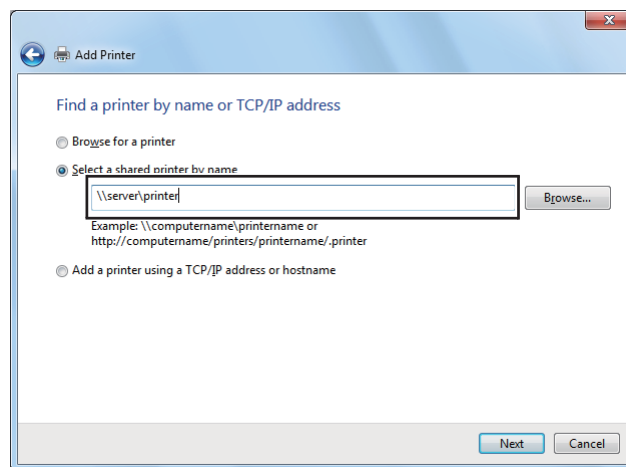 Add Printer
Find a printer by name or TCP/IP address
Browse for a printer
Select a shared printer by name
\\server\printer
Browse...
Example: \\computername\printername or
http://computername/printers/printername/.printer
Add a printer using a TCP/IP address or hostname
Next
Cancel